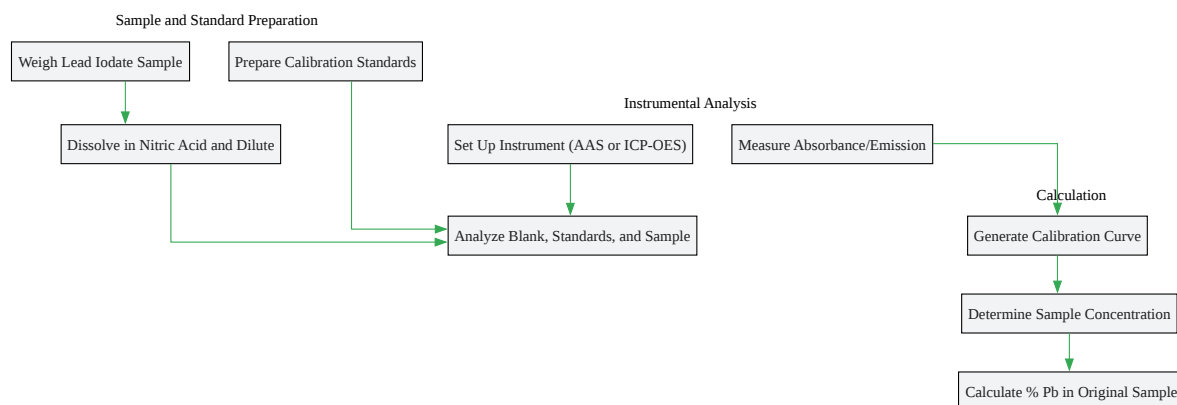 Sample and Standard Preparation
Weigh Lead Iodate Sample
Prepare Calibration Standards
Dissolve in Nitric Acid and Dilute
Instrumental Analysis
Set Up Instrument (AAS or ICP-OES)
Measure Absorbance/Emission
Analyze Blank, Standards, and Sample
Calculation
Generate Calibration Curve
Determine Sample Concentration
Calculate % Pb in Original Sample